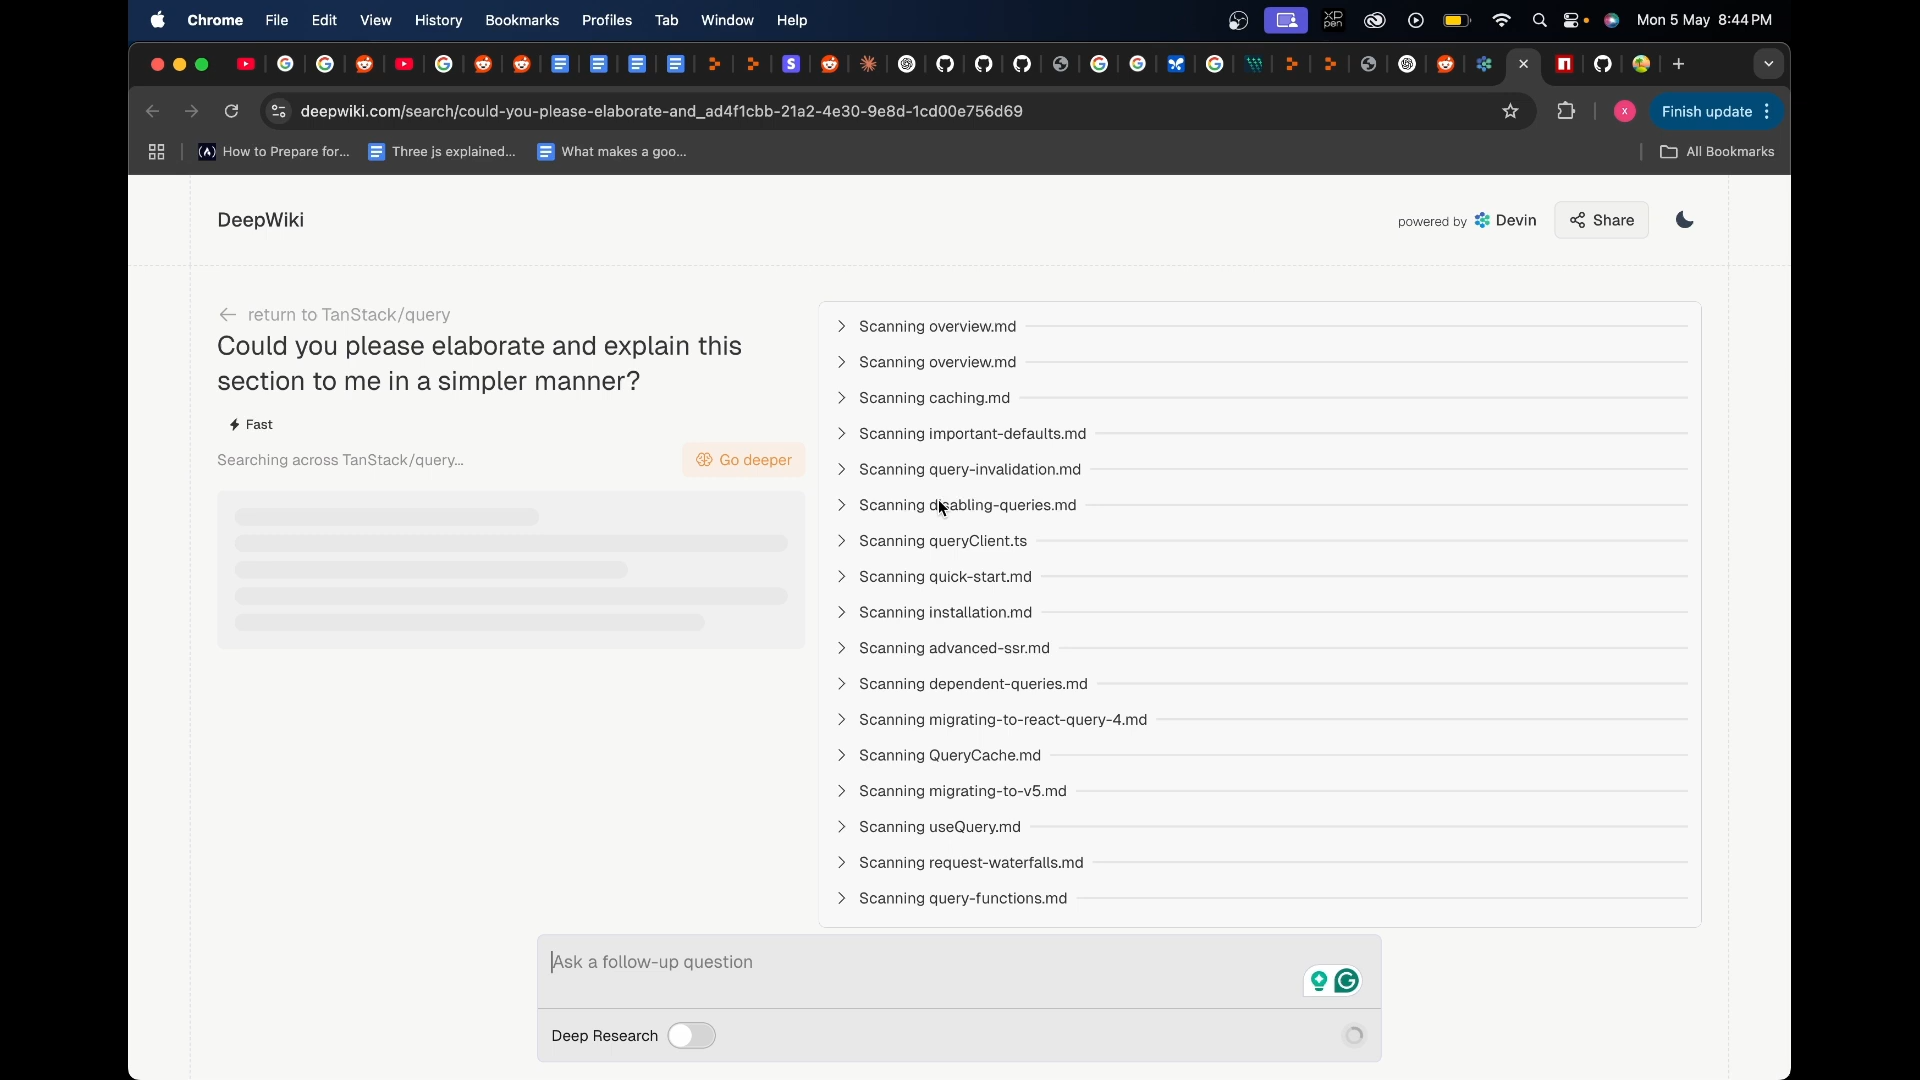 Chrome File Edit View History Bookmarks Profiles Tab Window Help XD pen Mon 5 May 8:44 PM
deepwiki.com/search/could-you-please-elaborate-and_ad4f1cbb-21a2-4e30-9e8d-1cd00e756d69 x Finish update
How to Prepare for... Three js explained... What makes a goo... All Bookmarks
DeepWiki powered by Devin Share
return to TanStack/query
Could you please elaborate and explain this
section to me in a simpler manner?
Fast
Searching across TanStack/query... Go deeper
Scanning overview.md
Scanning overview.md
Scanning caching.md
Scanning important-defaults.md
Scanning query-invalidation.md
Scanning disabling-queries.md
Scanning queryClient.ts
Scanning quick-start.md
Scanning installation.md
Scanning advanced-ssr.md
Scanning dependent-queries.md
Scanning migrating-to-react-query-4.md
Scanning QueryCache.md
Scanning migrating-to-v5.md
Scanning useQuery.md
Scanning request-waterfalls.md
Scanning query-functions.md
Ask a follow-up question
Deep Research